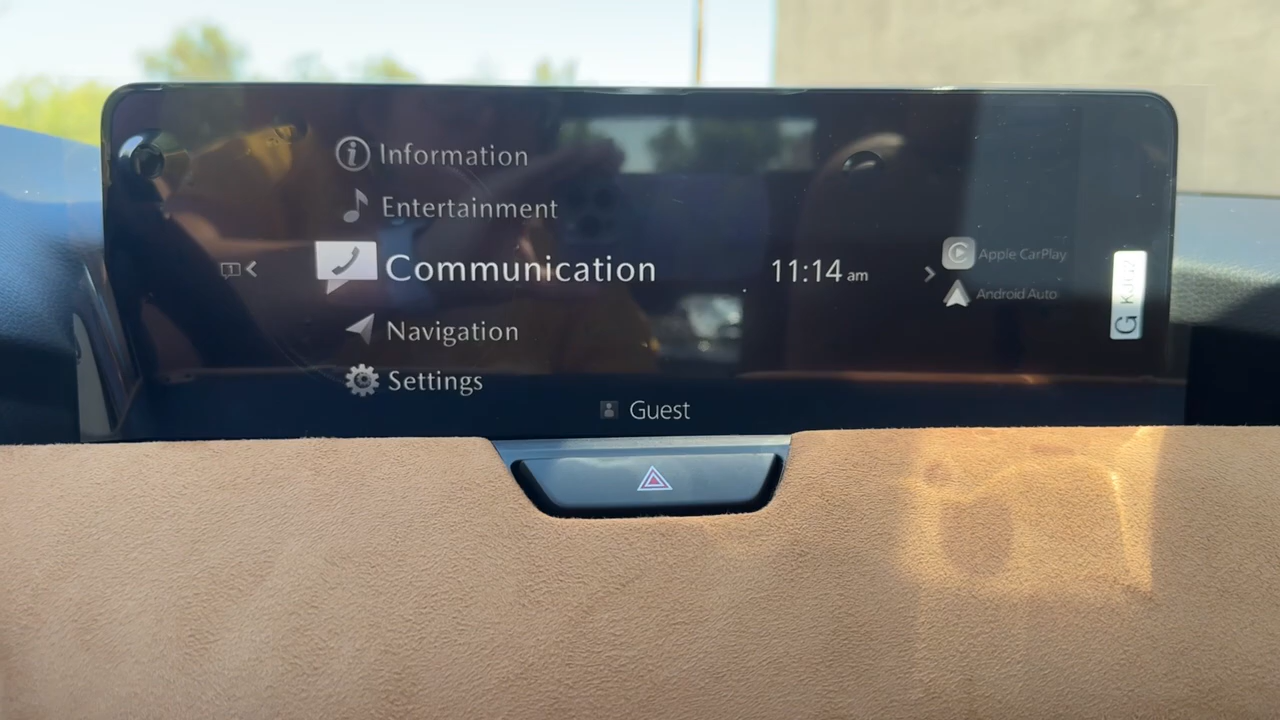 Information
Entertainment
Communication
11:14 am
Apple CarPlay
Android Auto
Navigation
Settings
Guest